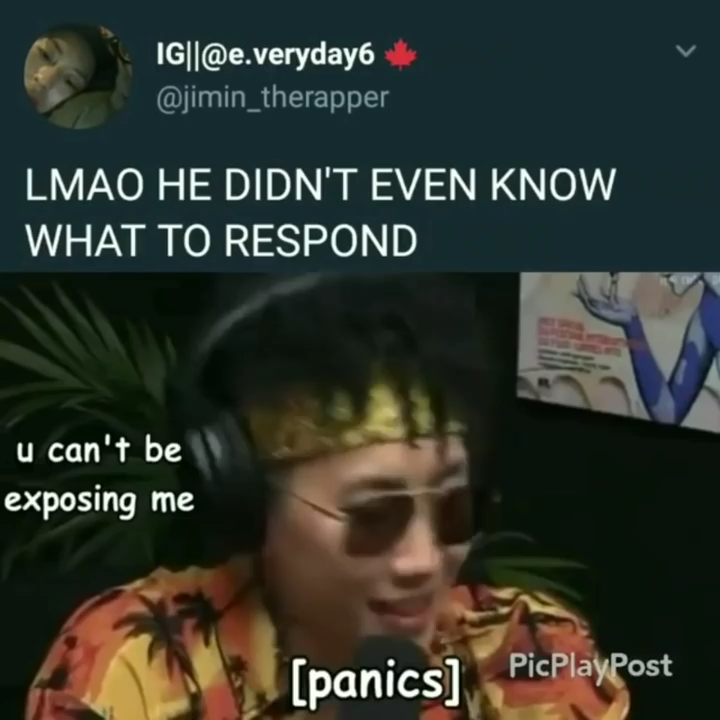 IG||@e.veryday6
@jimin_therapper
LMAO HE DIDN'T EVEN KNOW
WHAT TO RESPOND
u can't be
exposing me
[panics]
PicPlayPost